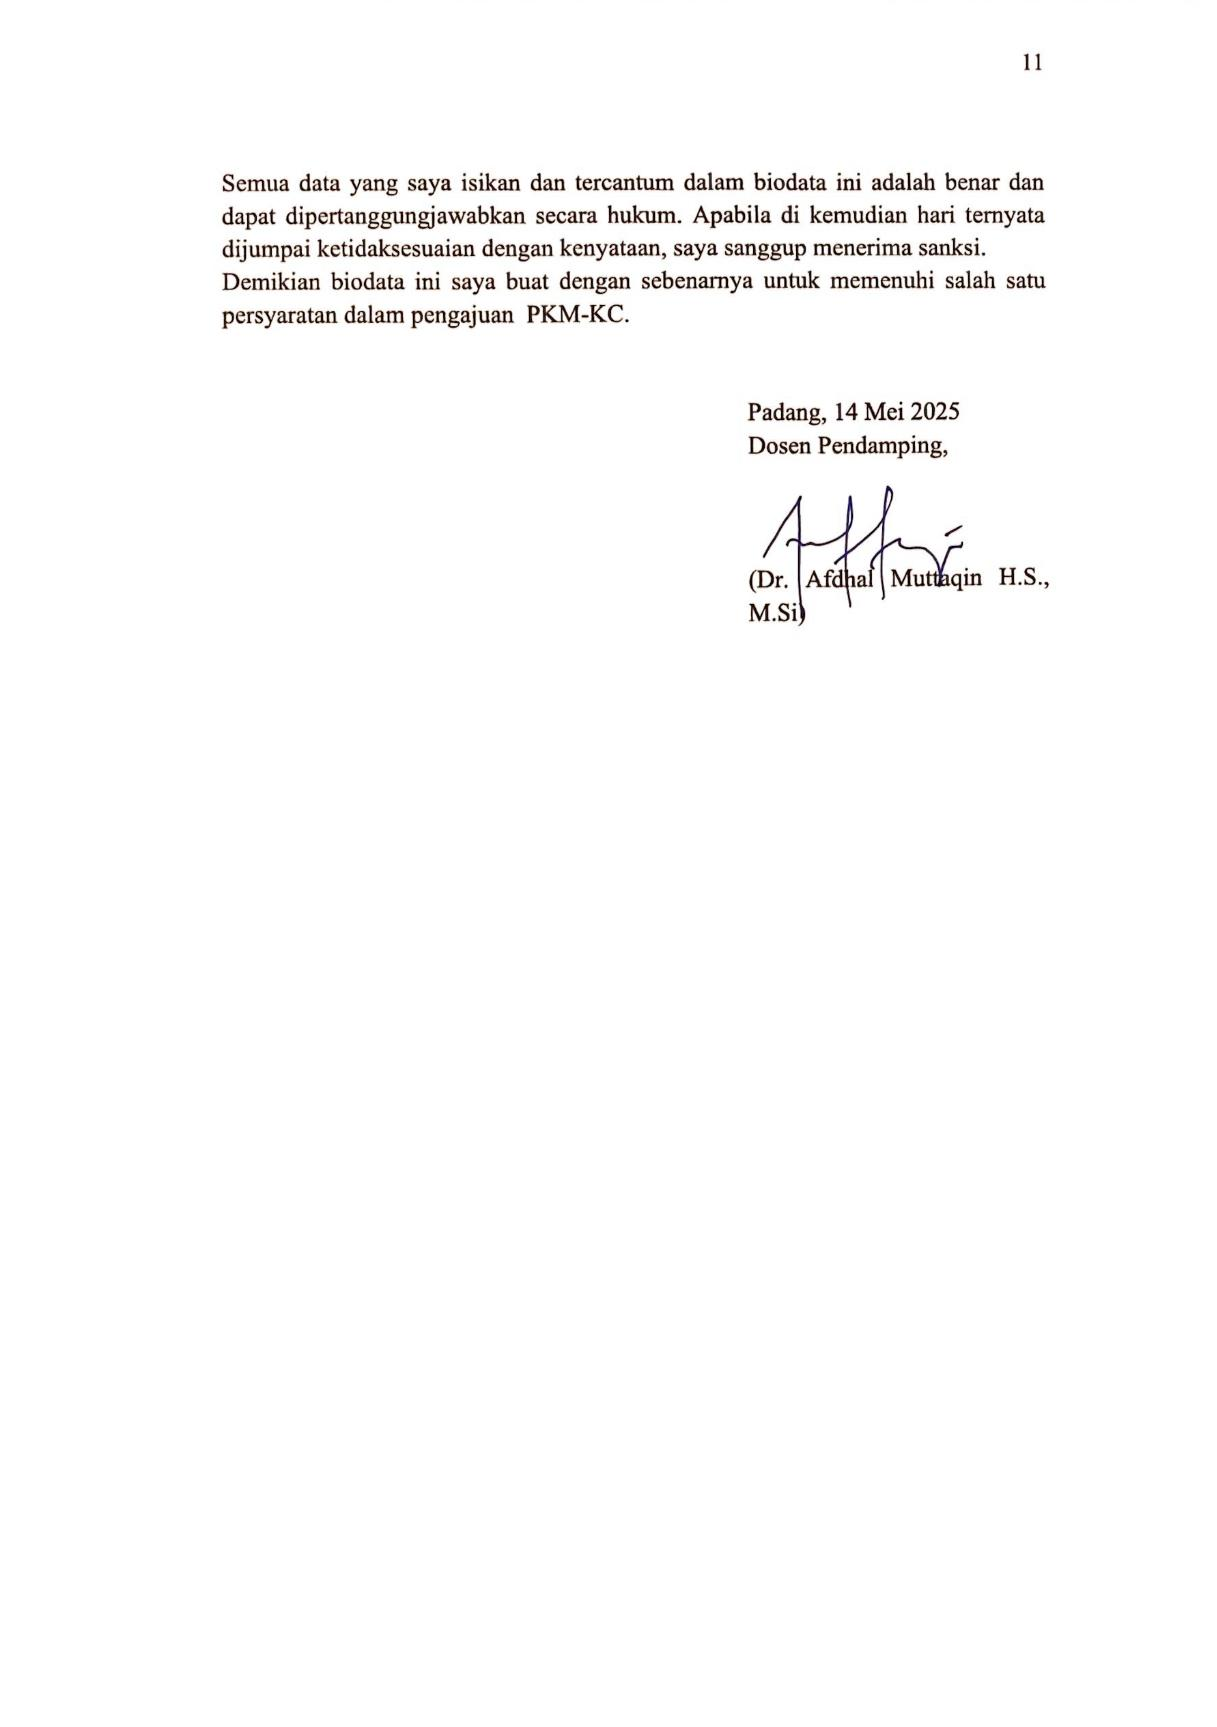 11
Semua data yang saya isikan dan tercantum dalam biodata ini adalah benar dan
dapat dipertanggungjawabkan secara hukum. Apabila di kemudian hari ternyata
dijumpai ketidaksesuaian dengan kenyataan, saya sanggup menerima sanksi.
Demikian biodata ini saya buat dengan sebenarnya untuk memenuhi salah satu
persyaratan dalam pengajuan PKM-KC.
Padang, 14 Mei 2025
Dosen Pendamping,
(Dr. Afdhal Muttaqin H.S.,
M.Si)